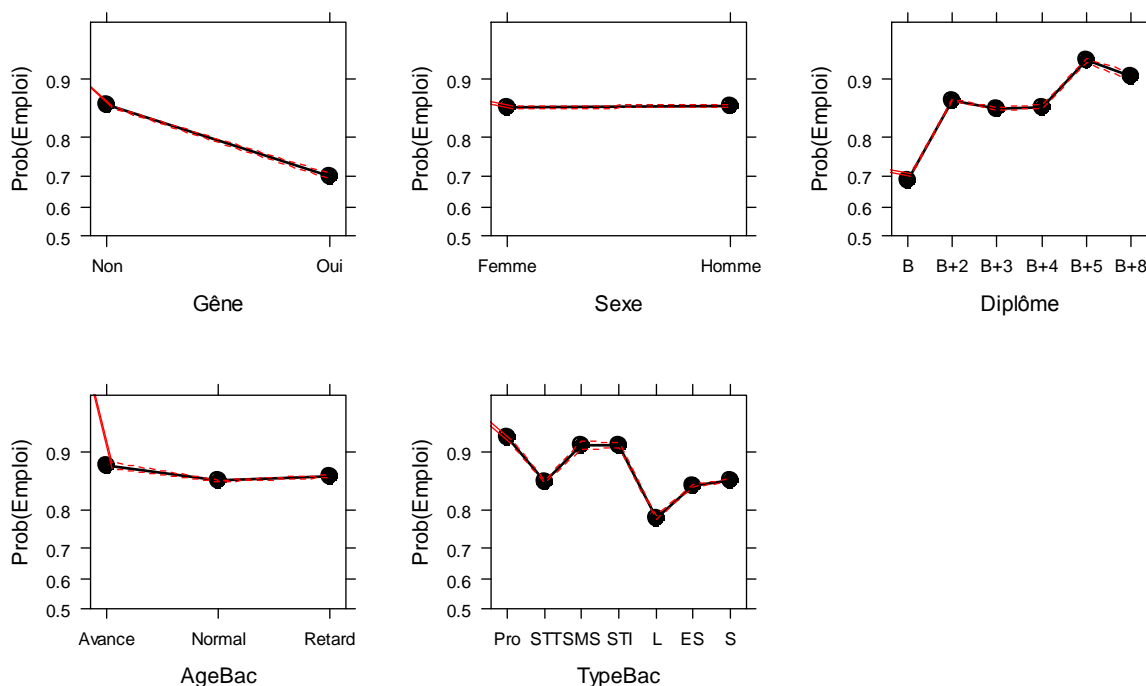 Prob(Emploi)
0.9
0.8
0.7
0.6
0.5
Non Oui
Gêne
Prob(Emploi)
0.9
0.8
0.7
0.6
0.5
Femme Homme
Sexe
Prob(Emploi)
0.9
0.8
0.7
0.6
0.5
B B+2 B+3 B+4 B+5 B+8
Diplôme
Prob(Emploi)
0.9
0.8
0.7
0.6
0.5
Avance Normal Retard
AgeBac
Prob(Emploi)
0.9
0.8
0.7
0.6
0.5
Pro STT SMS STI L ES S
TypeBac